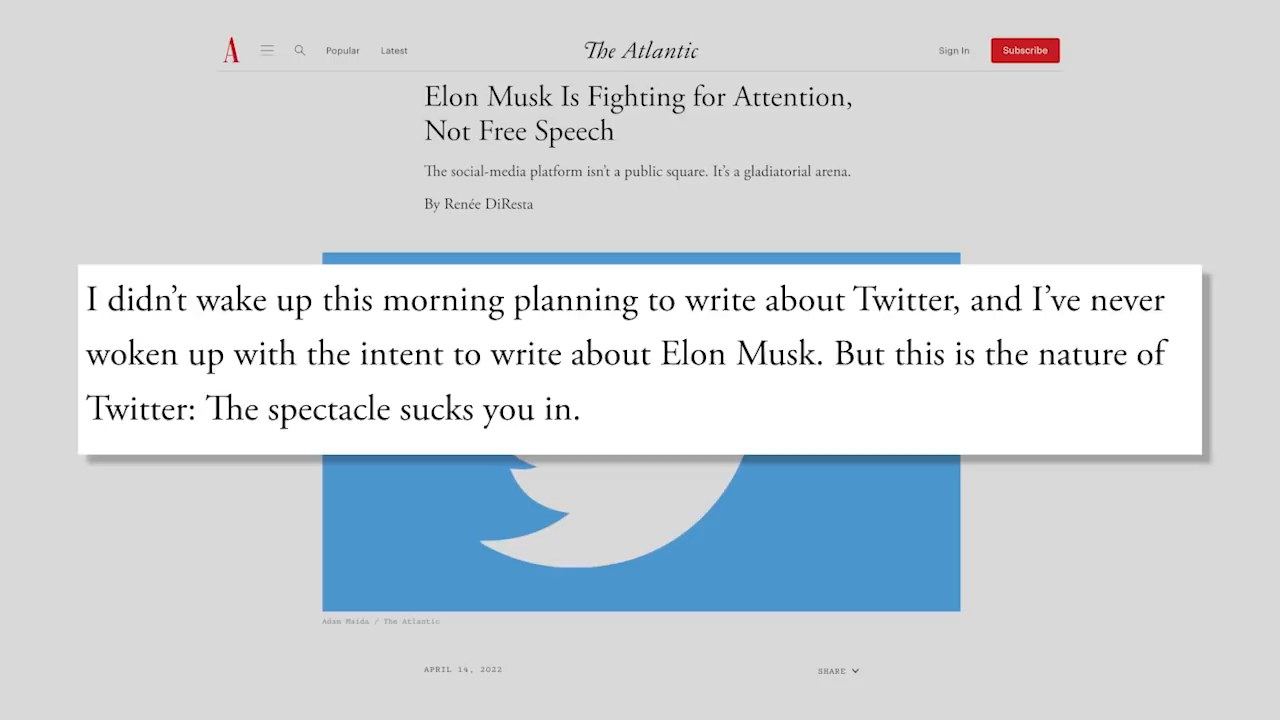 A
Popular
Latest
The Atlantic
Sign In
Subscribe
Elon Musk Is Fighting for Attention,
Not Free Speech
The social-media platform isn’t a public square. It’s a gladiatorial arena.
By Renée DiResta
I didn’t wake up this morning planning to write about Twitter, and I’ve never
woken up with the intent to write about Elon Musk. But this is the nature of
Twitter: The spectacle sucks you in.
Adam Maida / The Atlantic
APRIL 14, 2022
SHARE